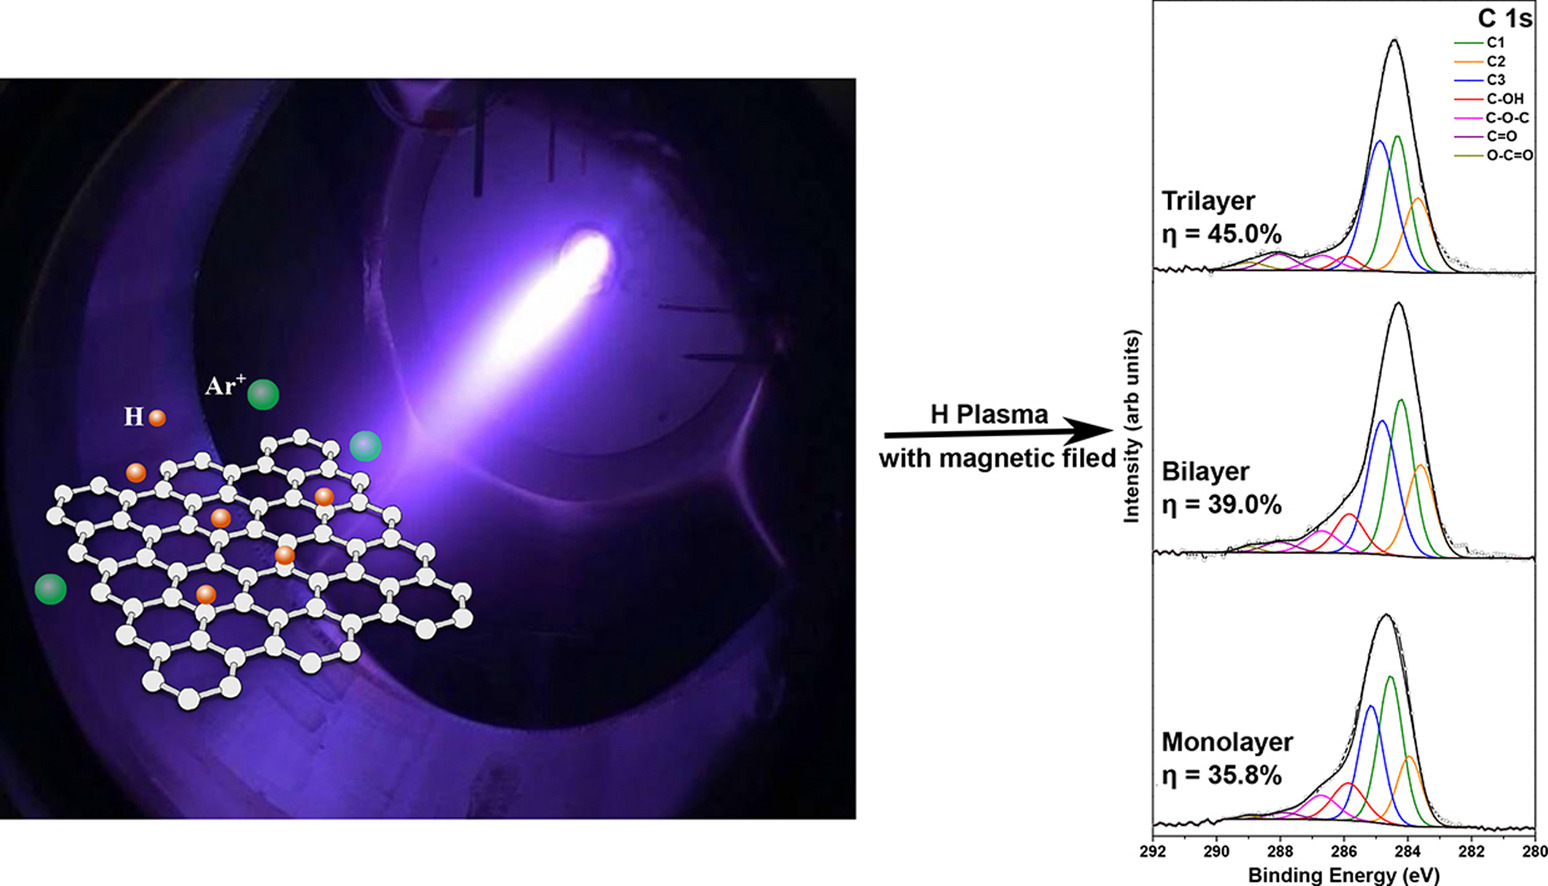 H
Ar+
H Plasma
with magnetic filed
Intensity (arb units)
C 1s
C1
C2
C3
C-OH
C-O-C
C=O
O-C=O
Trilayer
η = 45.0%
Bilayer
η = 39.0%
Monolayer
η = 35.8%
292 290 288 286 284 282 280
Binding Energy (eV)